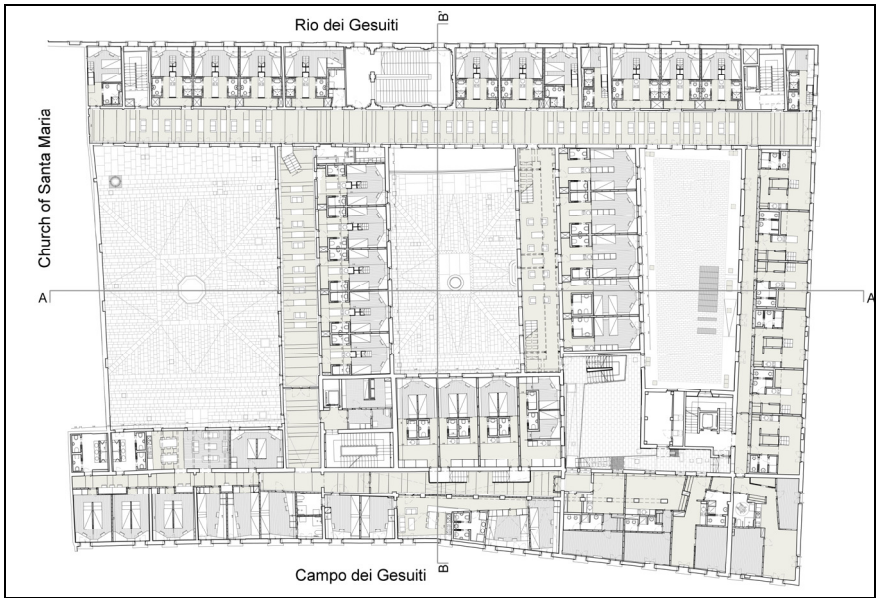 Rio dei Gesuiti
B'
Church of Santa Maria
A
A
Campo dei Gesuiti
B